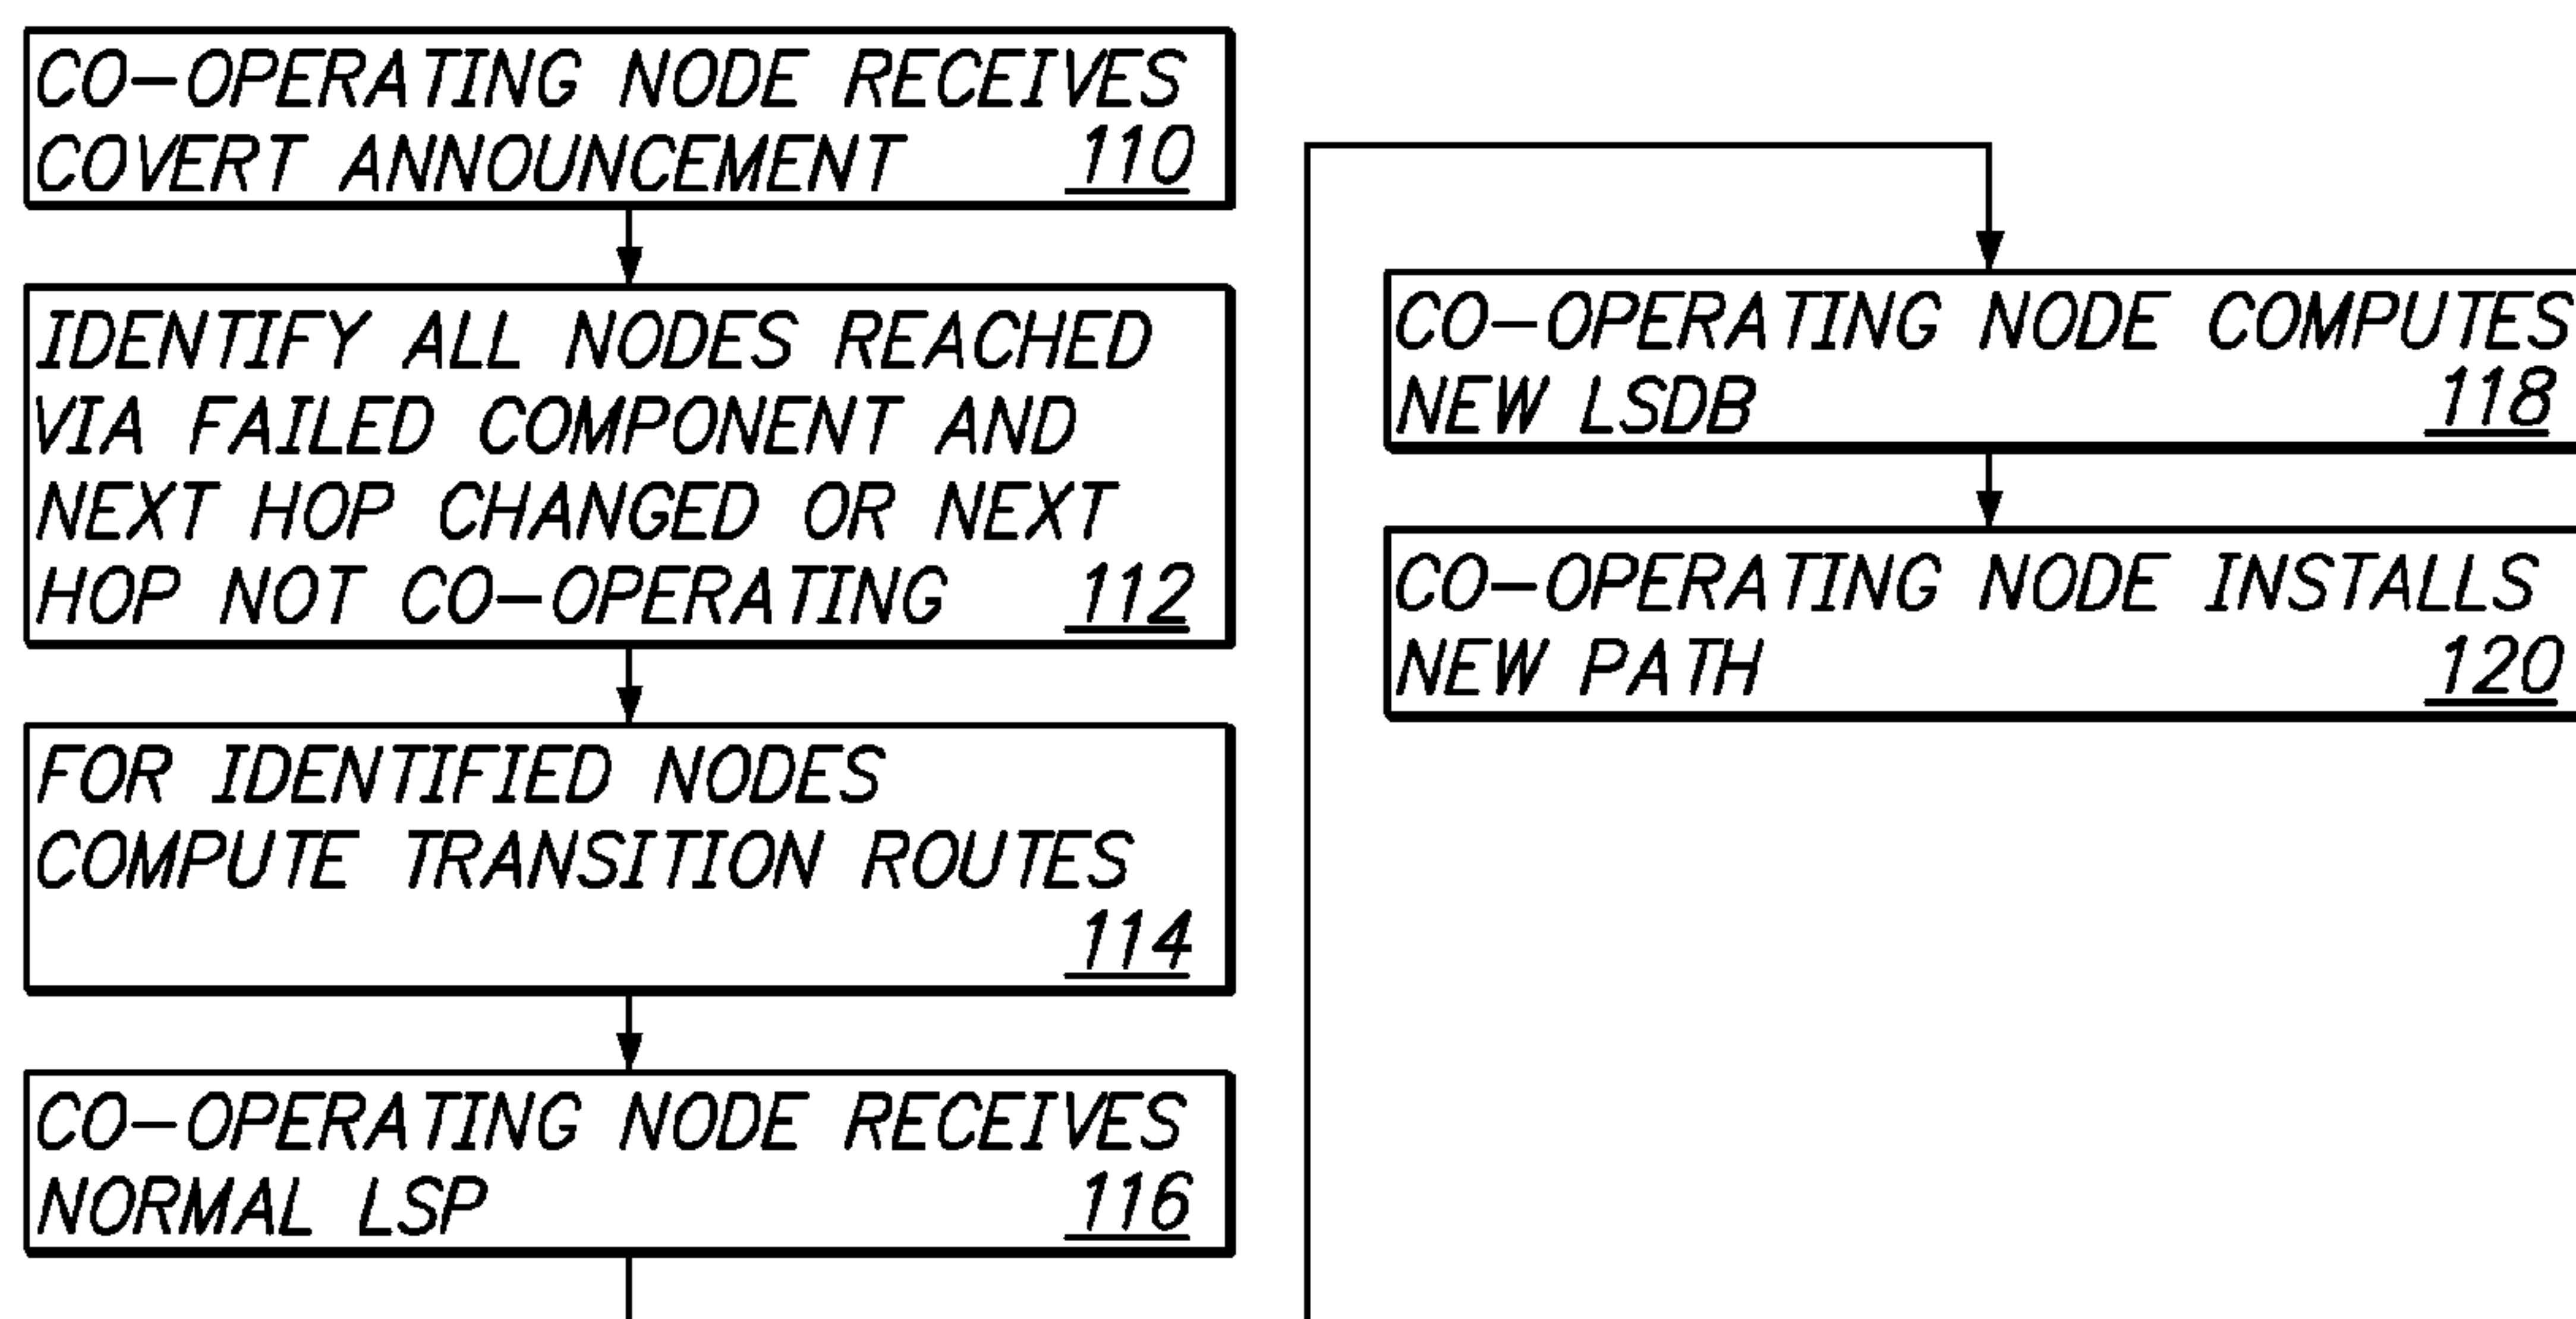 CO-OPERATING NODE RECEIVES
COVERT ANNOUNCEMENT 110
IDENTIFY ALL NODES REACHED
VIA FAILED COMPONENT AND
NEXT HOP CHANGED OR NEXT
HOP NOT CO-OPERATING 112
FOR IDENTIFIED NODES
COMPUTE TRANSITION ROUTES
114
CO-OPERATING NODE RECEIVES
NORMAL LSP 116
CO-OPERATING NODE COMPUTES
NEW LSDB 118
CO-OPERATING NODE INSTALLS
NEW PATH 120